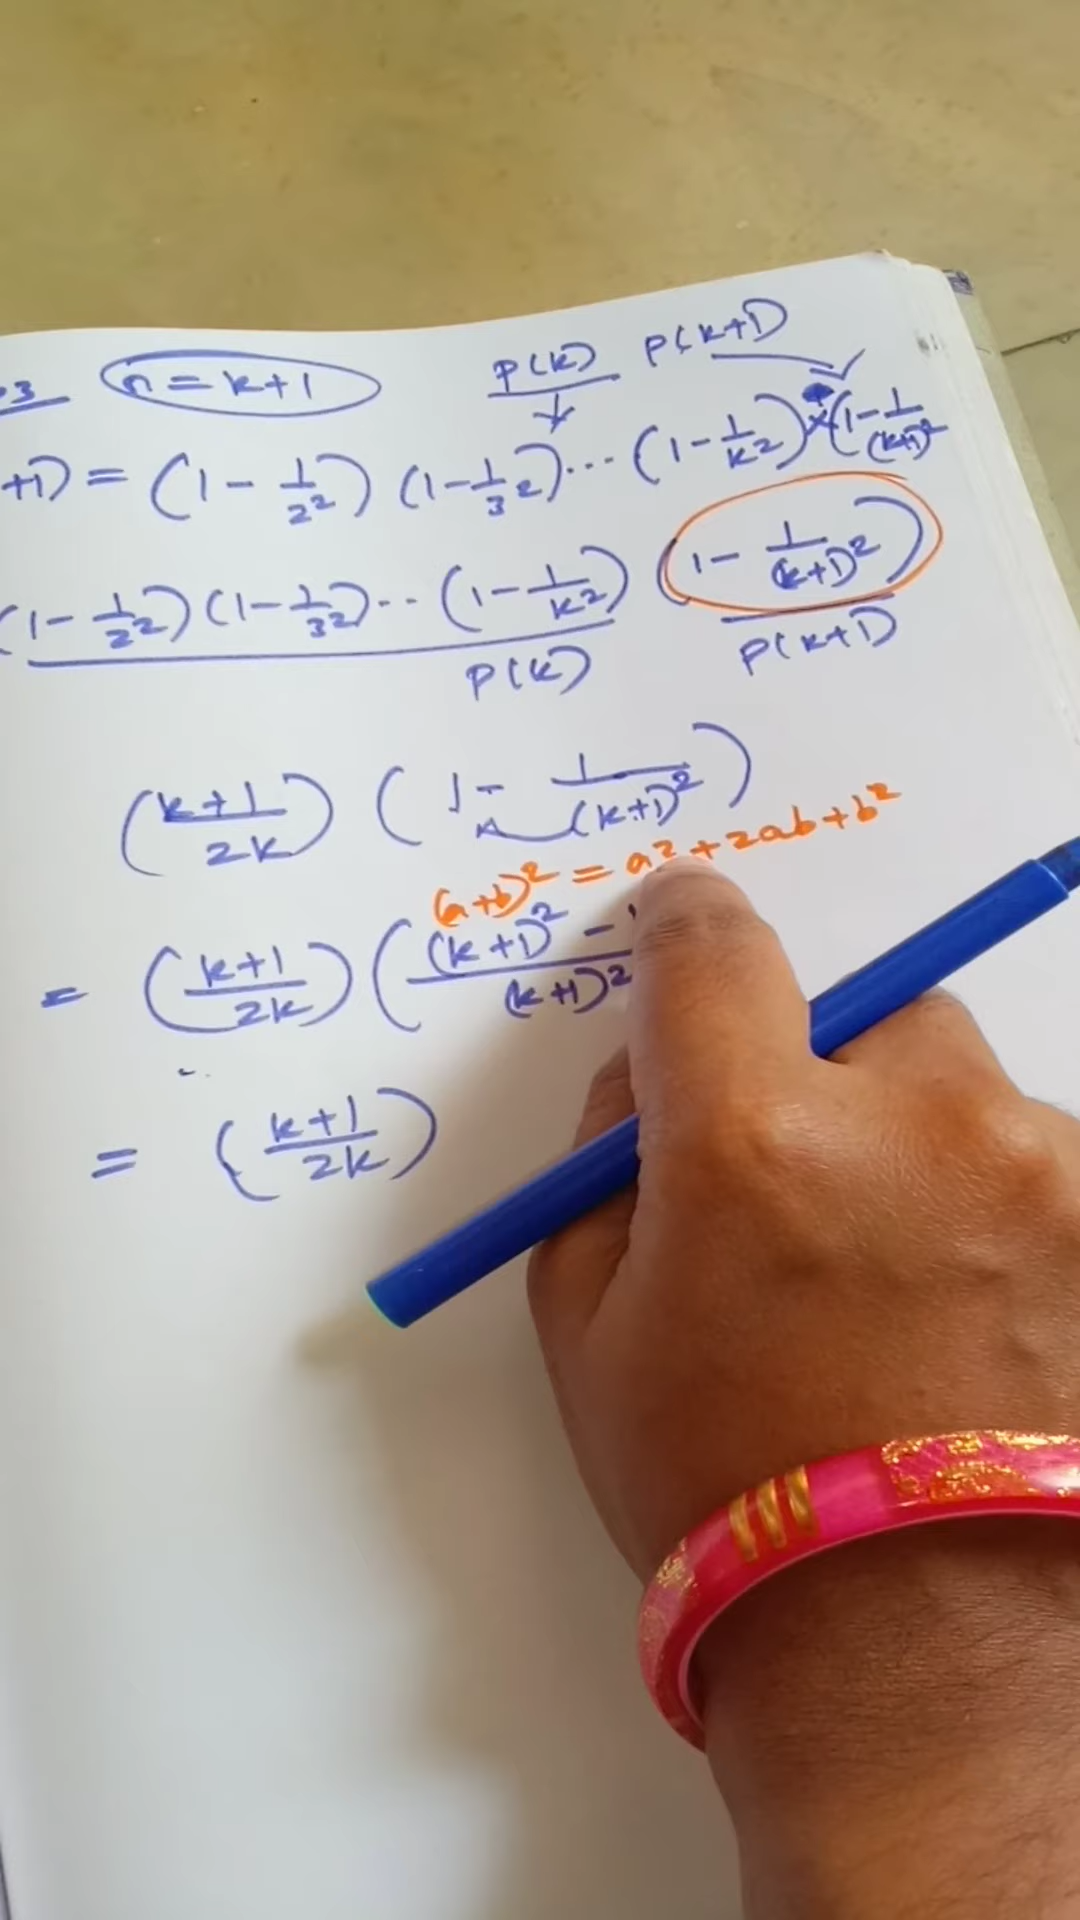 3 n = k+1 P(k) P(k+1)
+1) = (1 - 1/2²) (1 - 1/3²) ... (1 - 1/k²) × (1 - 1/(k+1)²
(1 - 1/2²) (1 - 1/3²) .. (1 - 1/k²) (1 - 1/(k+1)²)
P(k) P(k+1)
(k+1/2k) (1 - 1/(k+1)²)
(a+b)² = a² + 2ab + b²
= (k+1/2k) ((k+1)² - /(k+1)²
= (k+1/2k)